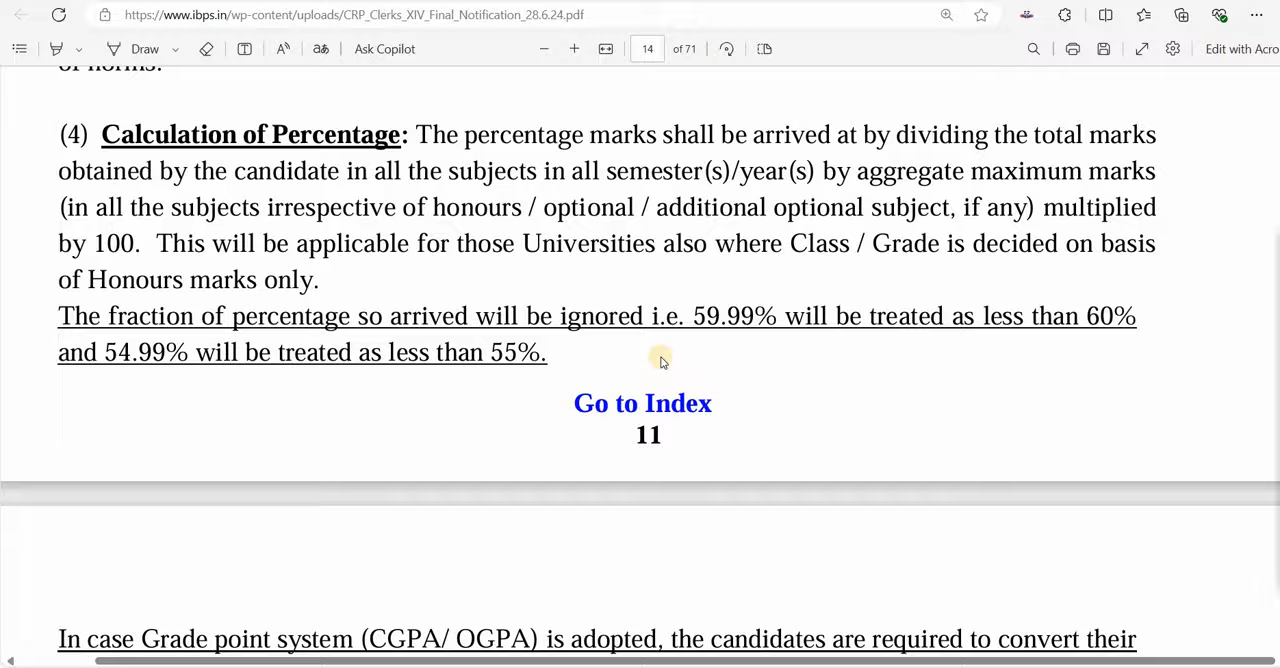 https://www.ibps.in/wp-content/uploads/CRP_Clerks_XIV_Final_Notification_28.6.24.pdf
Draw Ask Copilot 14 of 71 Edit with Acro
of norms.
(4) Calculation of Percentage: The percentage marks shall be arrived at by dividing the total marks
obtained by the candidate in all the subjects in all semester(s)/year(s) by aggregate maximum marks
(in all the subjects irrespective of honours / optional / additional optional subject, if any) multiplied
by 100. This will be applicable for those Universities also where Class / Grade is decided on basis
of Honours marks only.
The fraction of percentage so arrived will be ignored i.e. 59.99% will be treated as less than 60%
and 54.99% will be treated as less than 55%.
Go to Index
11
In case Grade point system (CGPA/ OGPA) is adopted, the candidates are required to convert their